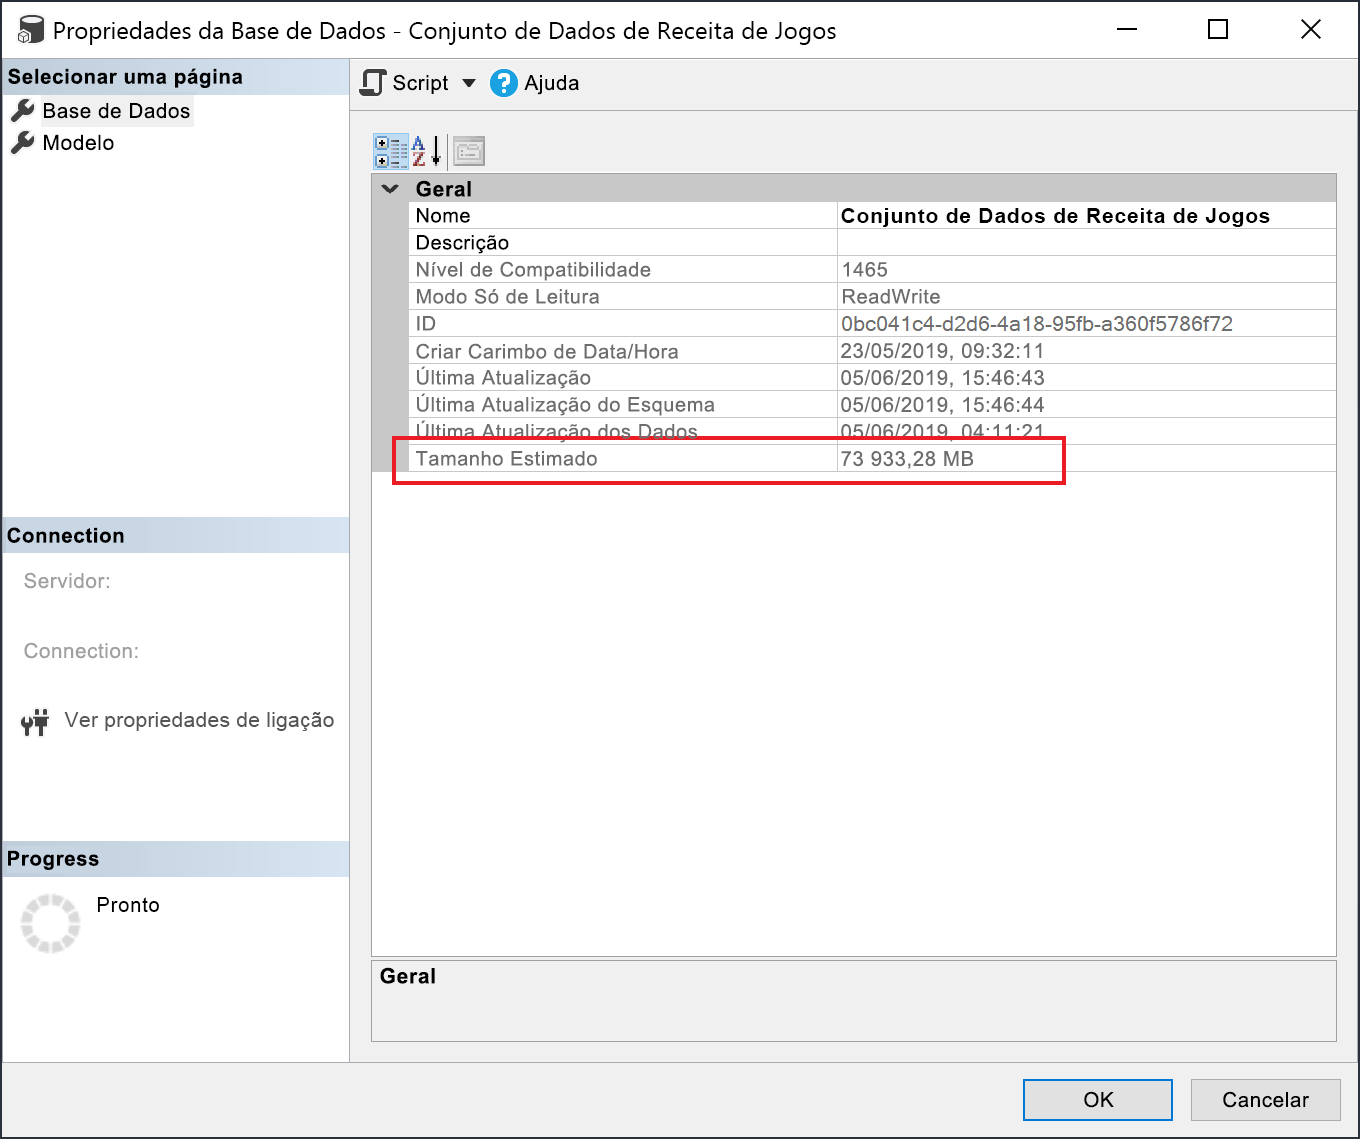 Propriedades da Base de Dados - Conjunto de Dados de Receita de Jogos
Selecionar uma página
Base de Dados
Modelo
Script
? Ajuda
A
Z
Geral
Nome Conjunto de Dados de Receita de Jogos
Descrição
Nível de Compatibilidade 1465
Modo Só de Leitura ReadWrite
ID 0bc041c4-d2d6-4a18-95fb-a360f5786f72
Criar Carimbo de Data/Hora 23/05/2019, 09:32:11
Última Atualização 05/06/2019, 15:46:43
Última Atualização do Esquema 05/06/2019, 15:46:44
Última Atualização dos Dados 05/06/2019, 04:11:21
Tamanho Estimado 73 933,28 MB
Connection
Servidor:
Connection:
Ver propriedades de ligação
Progress
Pronto
Geral
OK
Cancelar